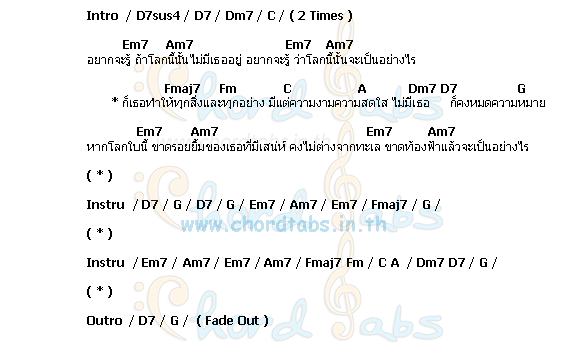 Intro / D7sus4 / D7 / Dm7 / C / ( 2 Times )
Em7 Am7 Em7 Am7
อยากจะรู้ ถ้าโลกนี้นั้นไม่มีเธออยู่ อยากจะรู้ ว่าโลกนี้นั้นจะเป็นอย่างไร
Fmaj7 Fm C A Dm7 D7 G
* ก็เธอทำให้ทุกสิ่งและทุกอย่าง มีแต่ความงามความสดใส ไม่มีเธอ ก็คงหมดความหมาย
Em7 Am7 Em7 Am7
หากโลกใบนี้ ขาดรอยยิ้มของเธอที่มีเสน่ห์ คงไม่ต่างจากทะเล ขาดท้องฟ้าแล้วจะเป็นอย่างไร
( * )
Instru / D7 / G / D7 / G / Em7 / Am7 / Em7 / Fmaj7 / G /
www.chordtabs.in.th
( * )
Instru / Em7 / Am7 / Em7 / Am7 / Fmaj7 Fm / C A / Dm7 D7 / G /
( * )
Chord Tabs
Outro / D7 / G / ( Fade Out )